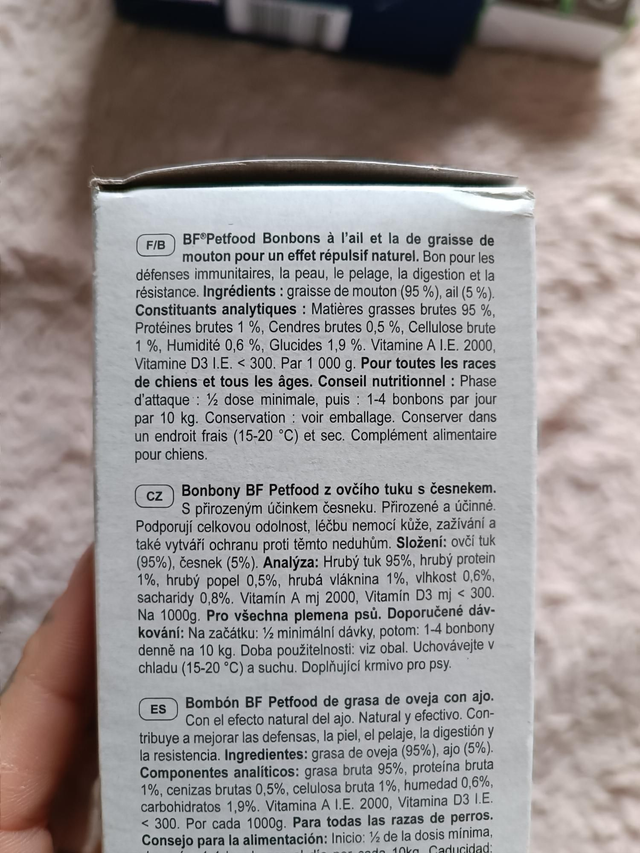 F/B BF®Petfood Bonbons à l'ail et la de graisse de
mouton pour un effet répulsif naturel. Bon pour les
défenses immunitaires, la peau, le pelage, la digestion et la
résistance. Ingrédients : graisse de mouton (95 %), ail (5 %).
Constituants analytiques : Matières grasses brutes 95 %,
Protéines brutes 1 %, Cendres brutes 0,5 %, Cellulose brute
1 %, Humidité 0,6 %, Glucides 1,9 %. Vitamine A I.E. 2000,
Vitamine D3 I.E. < 300. Par 1 000 g. Pour toutes les races
de chiens et tous les âges. Conseil nutritionnel : Phase
d'attaque : ½ dose minimale, puis : 1-4 bonbons par jour
par 10 kg. Conservation : voir emballage. Conserver dans
un endroit frais (15-20 °C) et sec. Complément alimentaire
pour chiens.
CZ Bonbony BF Petfood z ovčího tuku s česnekem.
S přirozeným účinkem česneku. Přirozené a účinné.
Podporují celkovou odolnost, léčbu nemocí kůže, zažívání a
také vytváří ochranu proti těmto neduhům. Složení: ovčí tuk
(95%), česnek (5%). Analýza: Hrubý tuk 95%, hrubý protein
1%, hrubý popel 0,5%, hrubá vláknina 1%, vlhkost 0,6%,
sacharidy 0,8%. Vitamín A mj 2000, Vitamín D3 mj < 300.
Na 1000g. Pro všechna plemena psů. Doporučené dáv-
kování: Na začátku: ½ minimální dávky, potom: 1-4 bonbony
denně na 10 kg. Doba použitelnosti: viz obal. Uchovávejte v
chladu (15-20 °C) a suchu. Doplňující krmivo pro psy.
ES Bombón BF Petfood de grasa de oveja con ajo.
Con el efecto natural del ajo. Natural y efectivo. Con-
tribuye a mejorar las defensas, la piel, el pelaje, la digestión y
la resistencia. Ingredientes: grasa de oveja (95%), ajo (5%).
Componentes analíticos: grasa bruta 95%, proteína bruta
1%, cenizas brutas 0,5%, celulosa bruta 1%, humedad 0,6%,
carbohidratos 1,9%. Vitamina A I.E. 2000, Vitamina D3 I.E.
< 300. Por cada 1000g. Para todas las razas de perros.
Consejo para la alimentación: Inicio: ½ de la dosis mínima,
cada 10kg. Caducidad: